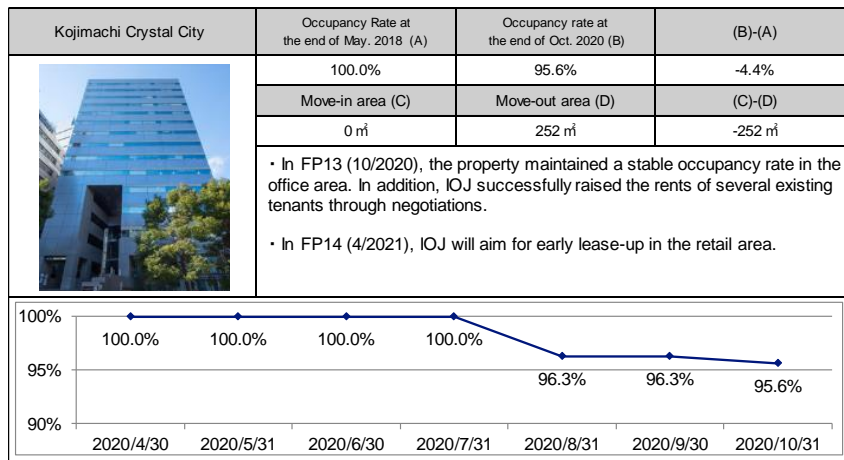 Kojimachi Crystal City
Occupancy Rate at
the end of May. 2018 (A)
Occupancy rate at
the end of Oct. 2020 (B)
(B)-(A)
100.0%
95.6%
-4.4%
Move-in area (C)
Move-out area (D)
(C)-(D)
0 ㎡
252 ㎡
-252 ㎡
・In FP13 (10/2020), the property maintained a stable occupancy rate in the
office area. In addition, IOJ successfully raised the rents of several existing
tenants through negotiations.
・In FP14 (4/2021), IOJ will aim for early lease-up in the retail area.
100%
95%
90%
100.0%
100.0%
100.0%
100.0%
96.3%
96.3%
95.6%
2020/4/30
2020/5/31
2020/6/30
2020/7/31
2020/8/31
2020/9/30
2020/10/31